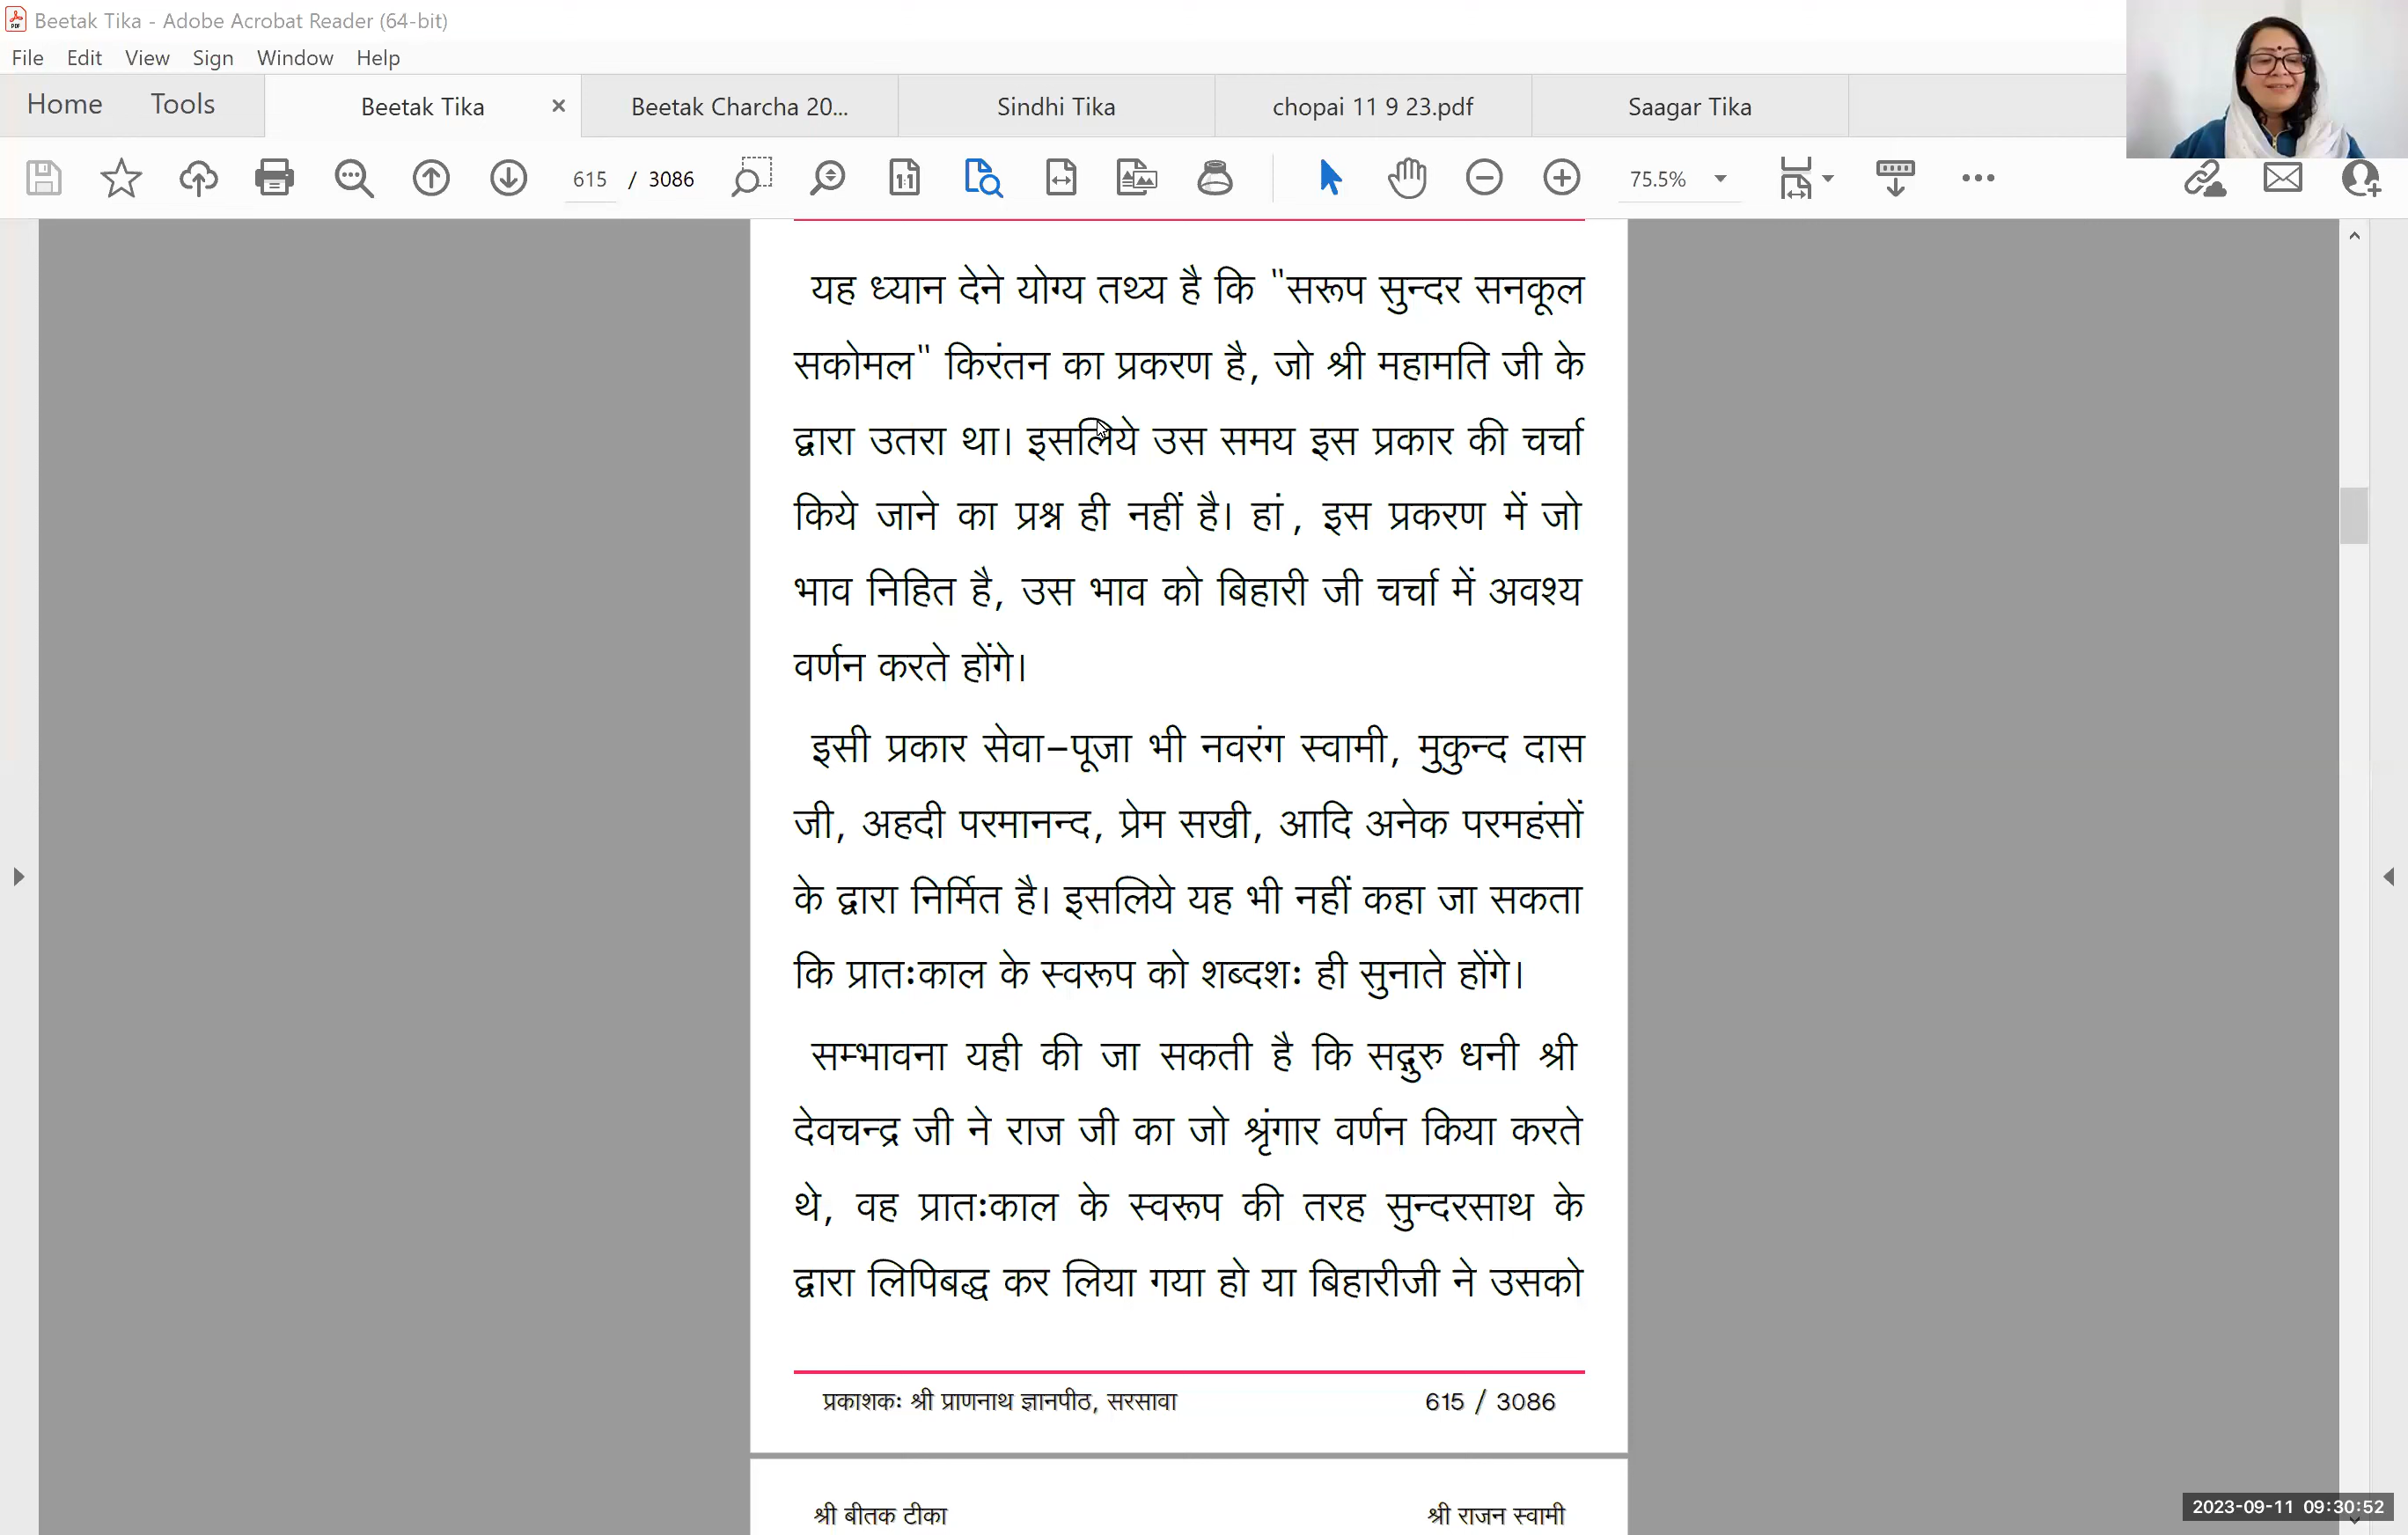 Beetak Tika - Adobe Acrobat Reader (64-bit)
File Edit View Sign Window Help
Home Tools Beetak Tika Beetak Charcha 20... Sindhi Tika chopai 11 9 23.pdf Saagar Tika
615 / 3086 75.5%
यह ध्यान देने योग्य तथ्य है कि "सरूप सुन्दर सनकूल
सकोमल" किरंतन का प्रकरण है, जो श्री महामति जी के
द्वारा उतरा था। इसलिये उस समय इस प्रकार की चर्चा
किये जाने का प्रश्न ही नहीं है। हां, इस प्रकरण में जो
भाव निहित है, उस भाव को बिहारी जी चर्चा में अवश्य
वर्णन करते होंगे।
इसी प्रकार सेवा-पूजा भी नवरंग स्वामी, मुकुन्द दास
जी, अहदी परमानन्द, प्रेम सखी, आदि अनेक परमहंसों
के द्वारा निर्मित है। इसलिये यह भी नहीं कहा जा सकता
कि प्रातःकाल के स्वरूप को शब्दशः ही सुनाते होंगे।
सम्भावना यही की जा सकती है कि सद्गुरु धनी श्री
देवचन्द्र जी ने राज जी का जो श्रृंगार वर्णन किया करते
थे, वह प्रातःकाल के स्वरूप की तरह सुन्दरसाथ के
द्वारा लिपिबद्ध कर लिया गया हो या बिहारीजी ने उसको
प्रकाशकः श्री प्राणनाथ ज्ञानपीठ, सरसावा 615 / 3086
श्री बीतक टीका श्री राजन स्वामी
2023-09-11 09:30:52